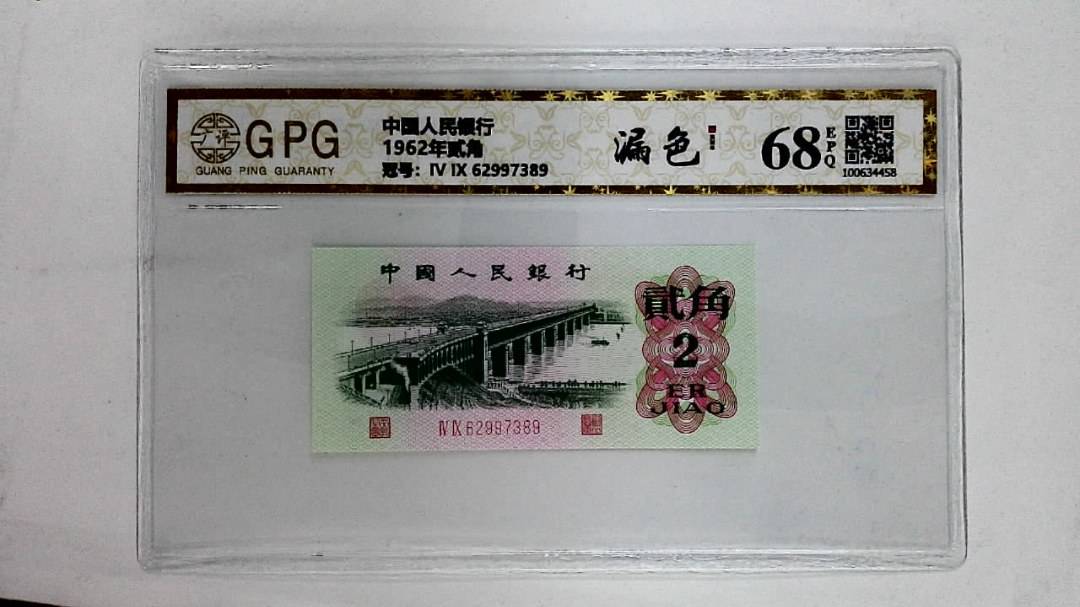 GPG
GUANG PING GUARANTY
中国人民银行
1962年贰角
冠号：IV IX 62997389
漏色
68
EPQ
100634458
中國人民銀行
貳角
2
ER
JIAO
IV IX 62997389